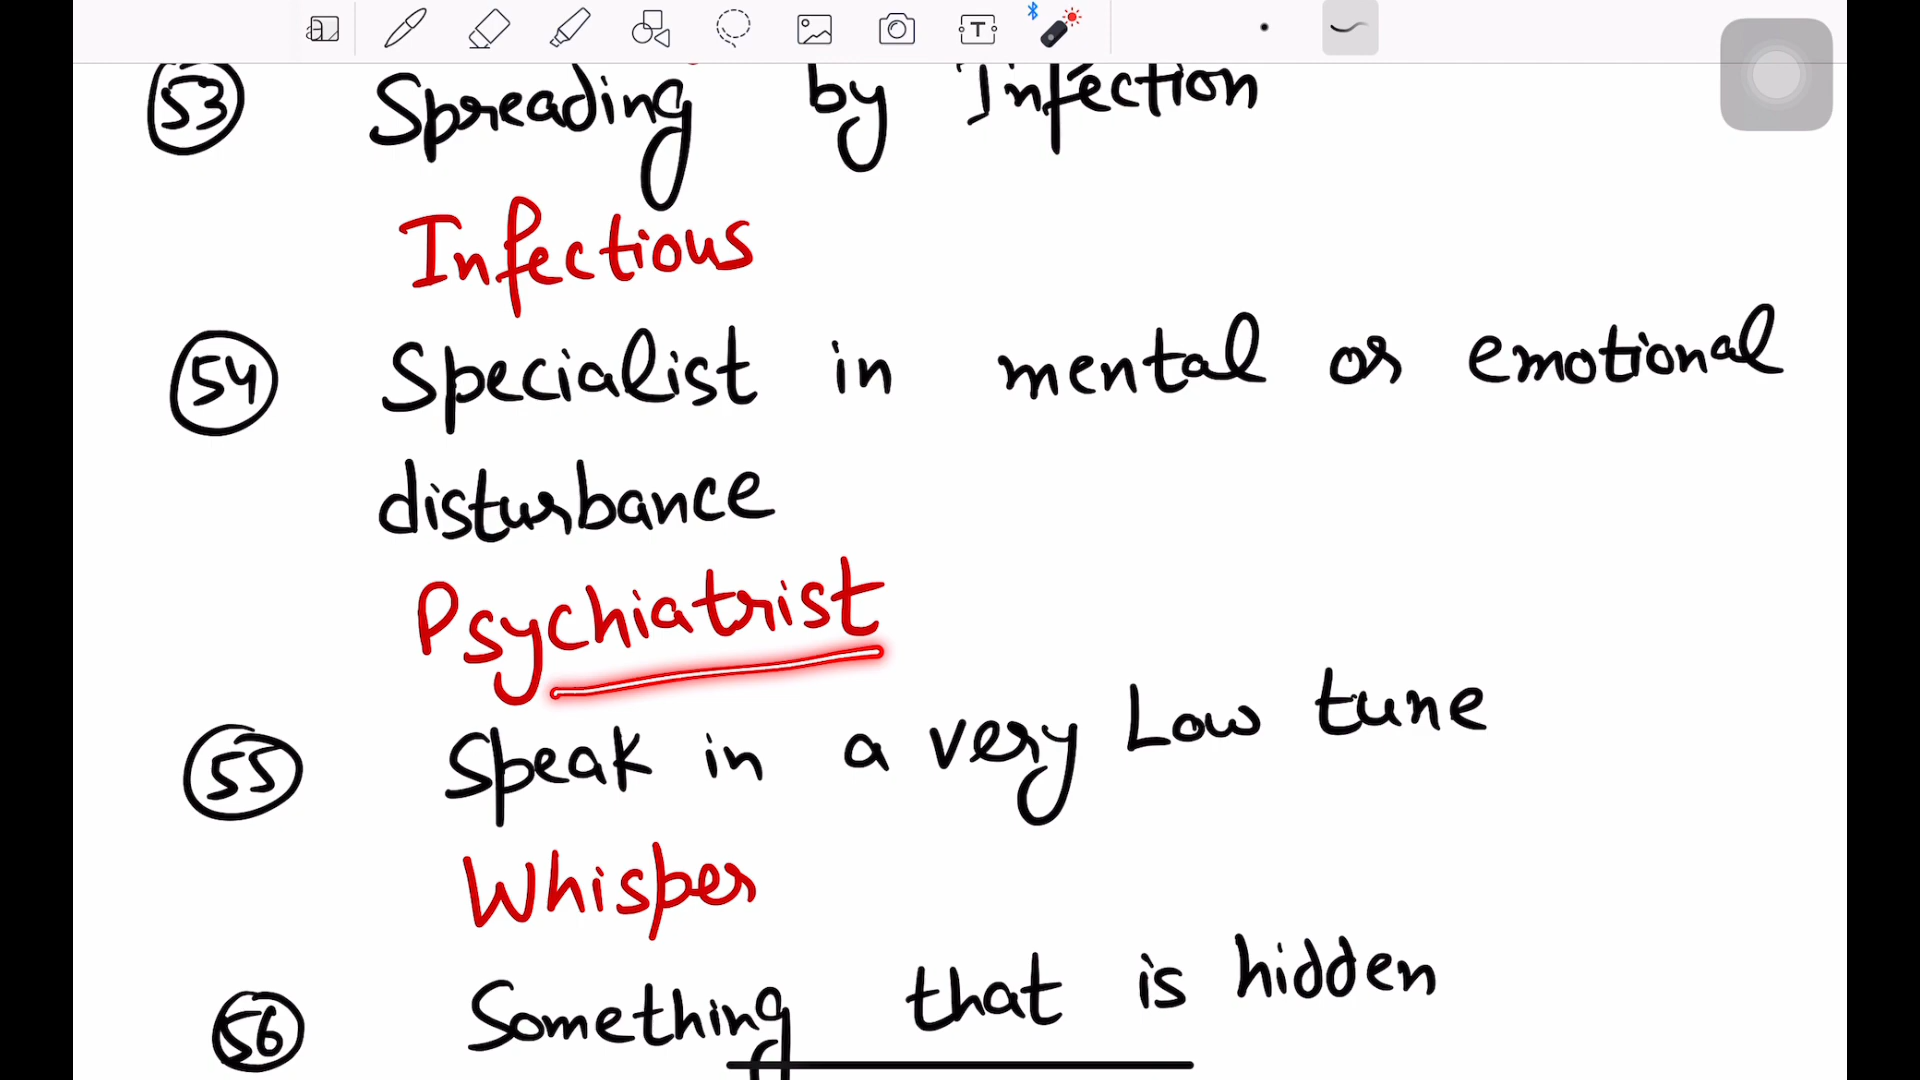 53 Spreading by Infection
Infectious
54 Specialist in mental or emotional
disturbance
Psychiatrist
55 Speak in a very Low tune
Whisper
56 Something that is hidden